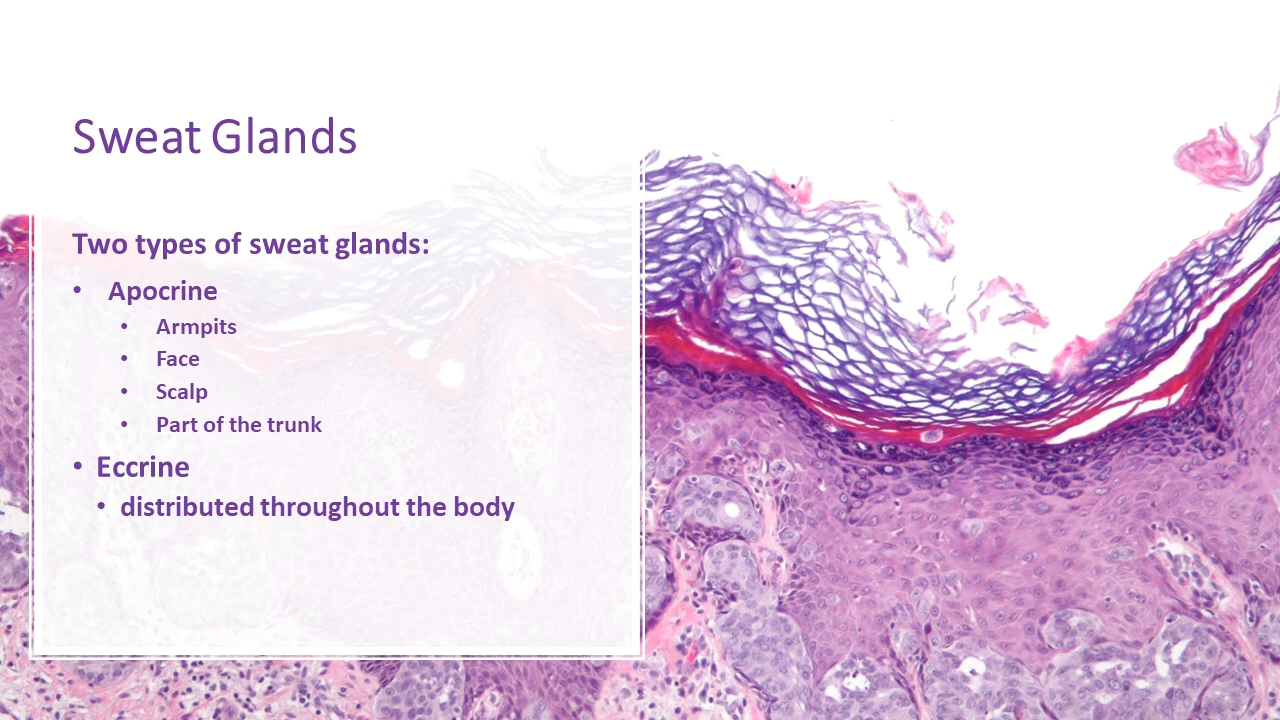 Sweat Glands
Two types of sweat glands:
• Apocrine
• Armpits
• Face
• Scalp
• Part of the trunk
• Eccrine
• distributed throughout the body